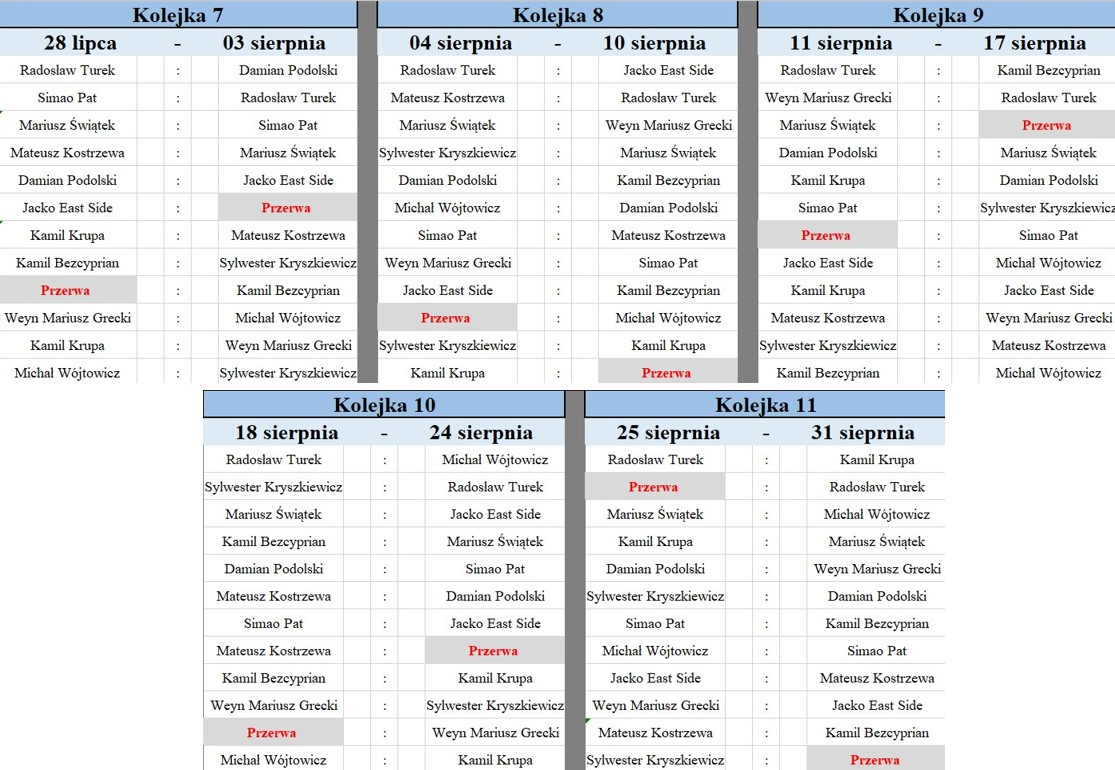 Kolejka 7
28 lipca - 03 sierpnia
Radosław Turek : Damian Podolski
Simao Pat : Radosław Turek
Mariusz Świątek : Simao Pat
Mateusz Kostrzewa : Mariusz Świątek
Damian Podolski : Jacko East Side
Jacko East Side : Przerwa
Kamil Krupa : Mateusz Kostrzewa
Kamil Bezcyprian : Sylwester Kryszkiewicz
Przerwa : Kamil Bezcyprian
Weyn Mariusz Grecki : Michał Wójtowicz
Kamil Krupa : Weyn Mariusz Grecki
Michał Wójtowicz : Sylwester Kryszkiewicz
Kolejka 8
04 sierpnia - 10 sierpnia
Radosław Turek : Jacko East Side
Mateusz Kostrzewa : Radosław Turek
Mariusz Świątek : Weyn Mariusz Grecki
Sylwester Kryszkiewicz : Mariusz Świątek
Damian Podolski : Kamil Bezcyprian
Michał Wójtowicz : Damian Podolski
Simao Pat : Mateusz Kostrzewa
Weyn Mariusz Grecki : Simao Pat
Jacko East Side : Kamil Bezcyprian
Przerwa : Michał Wójtowicz
Sylwester Kryszkiewicz : Kamil Krupa
Kamil Krupa : Przerwa
Kolejka 9
11 sierpnia - 17 sierpnia
Radosław Turek : Kamil Bezcyprian
Weyn Mariusz Grecki : Radosław Turek
Mariusz Świątek : Przerwa
Damian Podolski : Mariusz Świątek
Kamil Krupa : Damian Podolski
Simao Pat : Sylwester Kryszkiewicz
Przerwa : Simao Pat
Jacko East Side : Michał Wójtowicz
Kamil Krupa : Jacko East Side
Mateusz Kostrzewa : Weyn Mariusz Grecki
Sylwester Kryszkiewicz : Mateusz Kostrzewa
Kamil Bezcyprian : Michał Wójtowicz
Kolejka 10
18 sierpnia - 24 sierpnia
Radosław Turek : Michał Wójtowicz
Sylwester Kryszkiewicz : Radosław Turek
Mariusz Świątek : Jacko East Side
Kamil Bezcyprian : Mariusz Świątek
Damian Podolski : Simao Pat
Mateusz Kostrzewa : Damian Podolski
Simao Pat : Jacko East Side
Mateusz Kostrzewa : Przerwa
Kamil Bezcyprian : Kamil Krupa
Weyn Mariusz Grecki : Sylwester Kryszkiewicz
Przerwa : Weyn Mariusz Grecki
Michał Wójtowicz : Kamil Krupa
Kolejka 11
25 sieprnia - 31 sieprnia
Radosław Turek : Kamil Krupa
Przerwa : Radosław Turek
Mariusz Świątek : Michał Wójtowicz
Kamil Krupa : Mariusz Świątek
Damian Podolski : Weyn Mariusz Grecki
Sylwester Kryszkiewicz : Damian Podolski
Simao Pat : Kamil Bezcyprian
Michał Wójtowicz : Simao Pat
Jacko East Side : Mateusz Kostrzewa
Weyn Mariusz Grecki : Jacko East Side
Mateusz Kostrzewa : Kamil Bezcyprian
Sylwester Kryszkiewicz : Przerwa